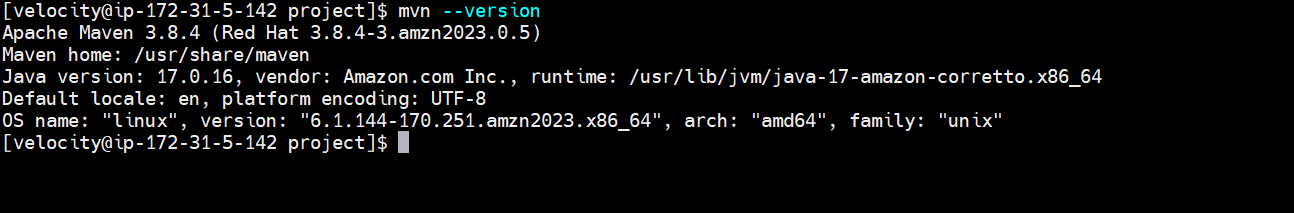 [velocity@ip-172-31-5-142 project]$ mvn --version
Apache Maven 3.8.4 (Red Hat 3.8.4-3.amzn2023.0.5)
Maven home: /usr/share/maven
Java version: 17.0.16, vendor: Amazon.com Inc., runtime: /usr/lib/jvm/java-17-amazon-corretto.x86_64
Default locale: en, platform encoding: UTF-8
OS name: "linux", version: "6.1.144-170.251.amzn2023.x86_64", arch: "amd64", family: "unix"
[velocity@ip-172-31-5-142 project]$